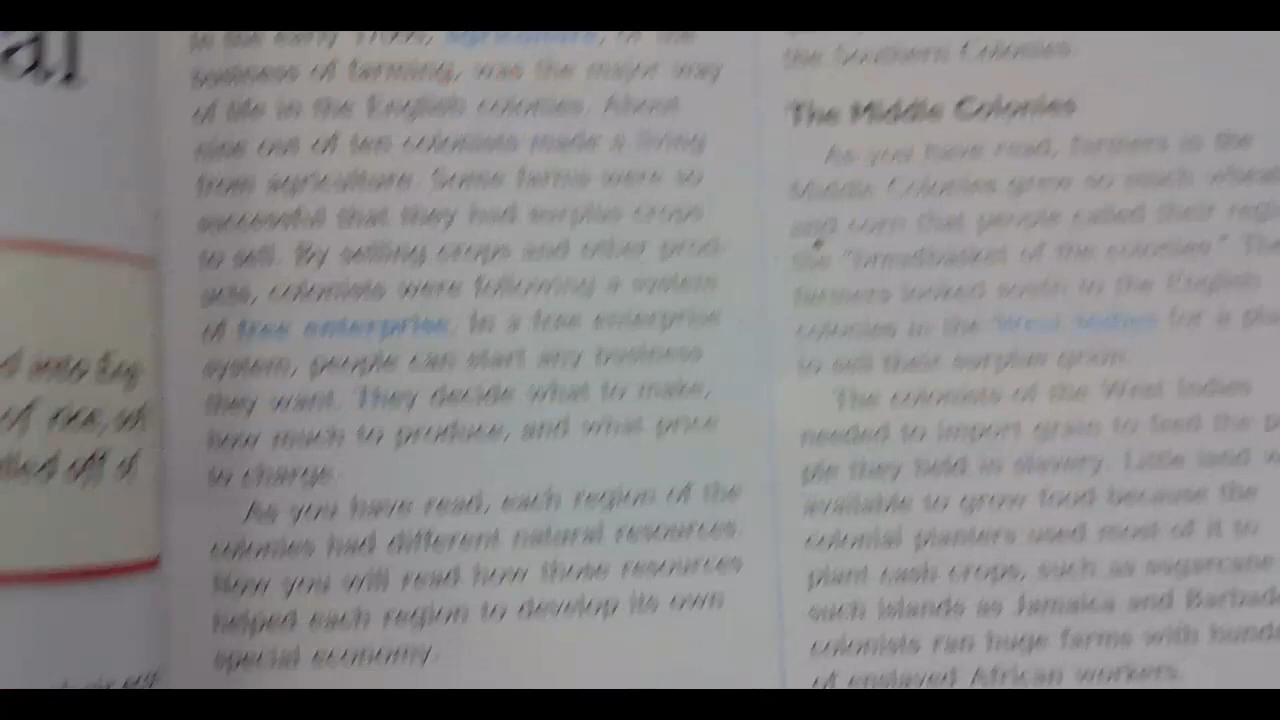 al
in the early 1700s, agriculture, or the
business of farming, was the major way
of life in the English colonies. About
nine out of ten colonists made a living
from agriculture. Some farms were so
successful that they had surplus crops
to sell. By selling crops and other prod-
ucts, colonists were following a system
of free enterprise. In a free enterprise
system, people can start any business
they want. They decide what to make,
how much to produce, and what price
to charge.
As you have read, each region of the
colonies had different natural resources.
Now you will read how these resources
helped each region to develop its own
special economy.
the Southern Colonies.
The Middle Colonies
As you have read, farmers in the
Middle Colonies grew so much wheat
and corn that people called their regi
the "breadbasket of the colonies." The
farmers looked south to the English
colonies in the West Indies for a pla
to sell their surplus grain.
The colonists of the West Indies
needed to import grain to feed the p
ple they held in slavery. Little land w
available to grow food because the
colonial planters used most of it to
plant cash crops, such as sugarcane
such islands as Jamaica and Barbad
colonists ran huge farms with hund
of enslaved African workers.